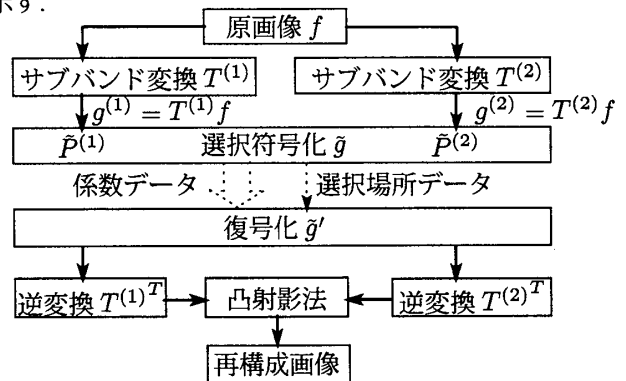 示す.
原画像 f
サブバンド変換 T^(1) サブバンド変換 T^(2)
g^(1) = T^(1) f g^(2) = T^(2) f
P̃^(1) 選択符号化 g̃ P̃^(2)
係数データ 選択場所データ
復号化 g̃′
逆変換 T^(1)^T 凸射影法 逆変換 T^(2)^T
再構成画像